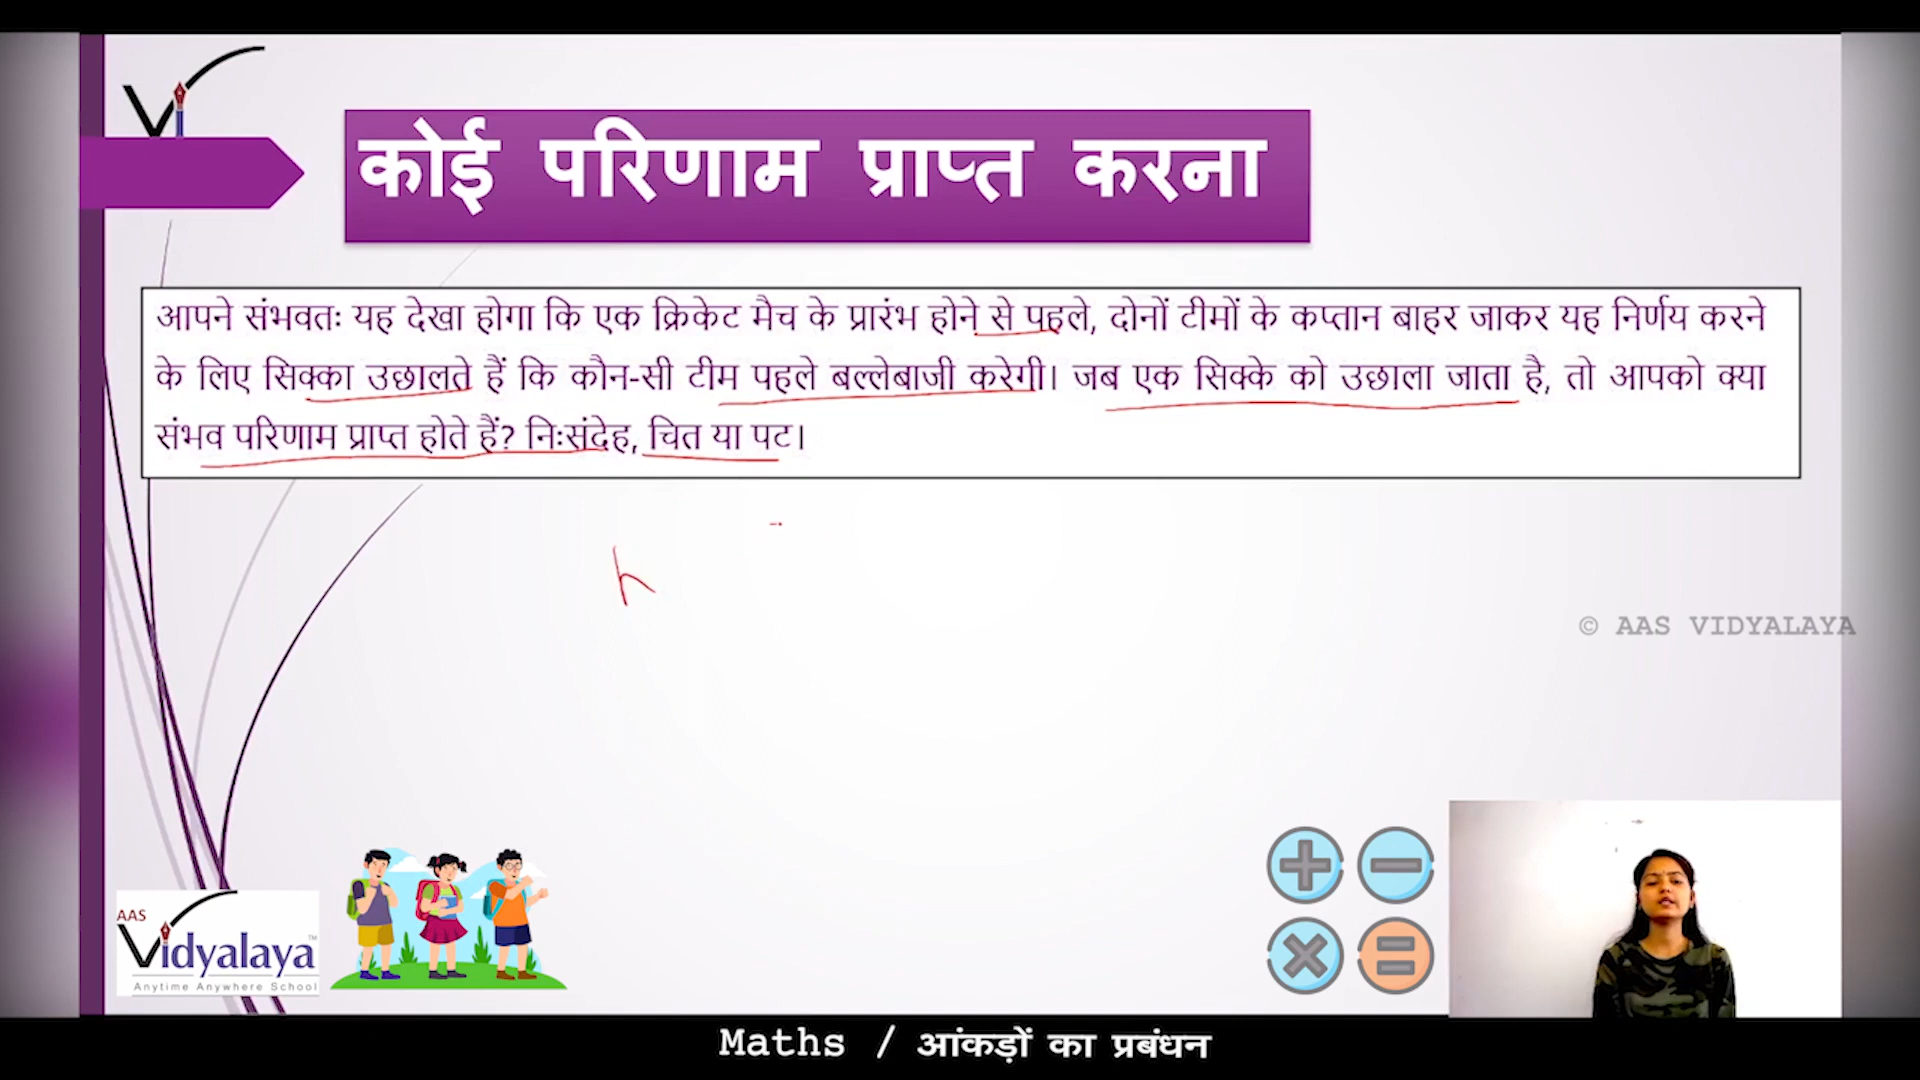 कोई परिणाम प्राप्त करना
आपने संभवतः यह देखा होगा कि एक क्रिकेट मैच के प्रारंभ होने से पहले, दोनों टीमों के कप्तान बाहर जाकर यह निर्णय करने
के लिए सिक्का उछालते हैं कि कौन-सी टीम पहले बल्लेबाजी करेगी। जब एक सिक्के को उछाला जाता है, तो आपको क्या
संभव परिणाम प्राप्त होते हैं? निःसंदेह, चित या पट।
h
© AAS VIDYALAYA
AAS
Vidyalaya™
Anytime Anywhere School
Maths / आंकड़ों का प्रबंधन